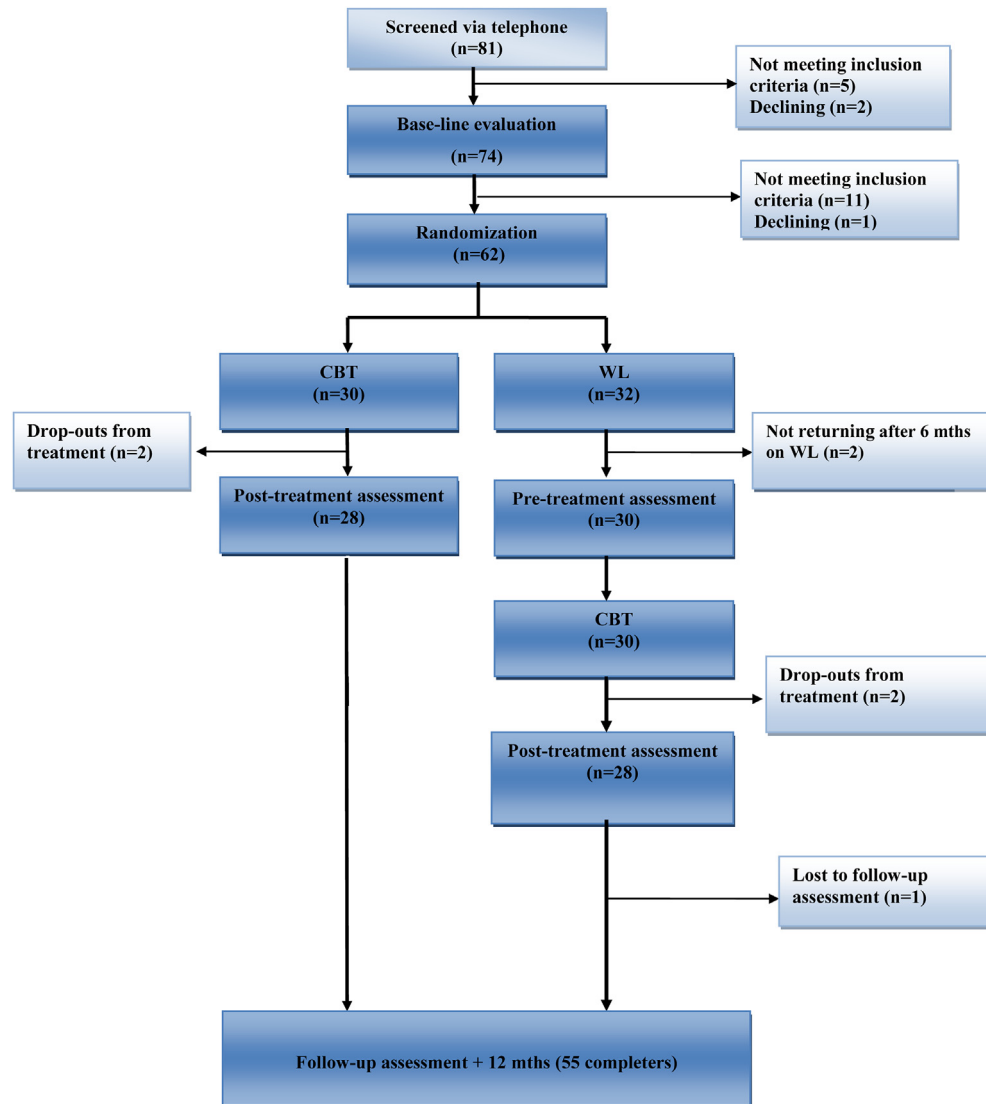 Screened via telephone
(n=81)
Not meeting inclusion
criteria (n=5)
Declining (n=2)
Base-line evaluation
(n=74)
Not meeting inclusion
criteria (n=11)
Declining (n=1)
Randomization
(n=62)
CBT
(n=30)
WL
(n=32)
Drop-outs from
treatment (n=2)
Not returning after 6 mths
on WL (n=2)
Post-treatment assessment
(n=28)
Pre-treatment assessment
(n=30)
CBT
(n=30)
Drop-outs from
treatment (n=2)
Post-treatment assessment
(n=28)
Lost to follow-up
assessment (n=1)
Follow-up assessment + 12 mths (55 completers)